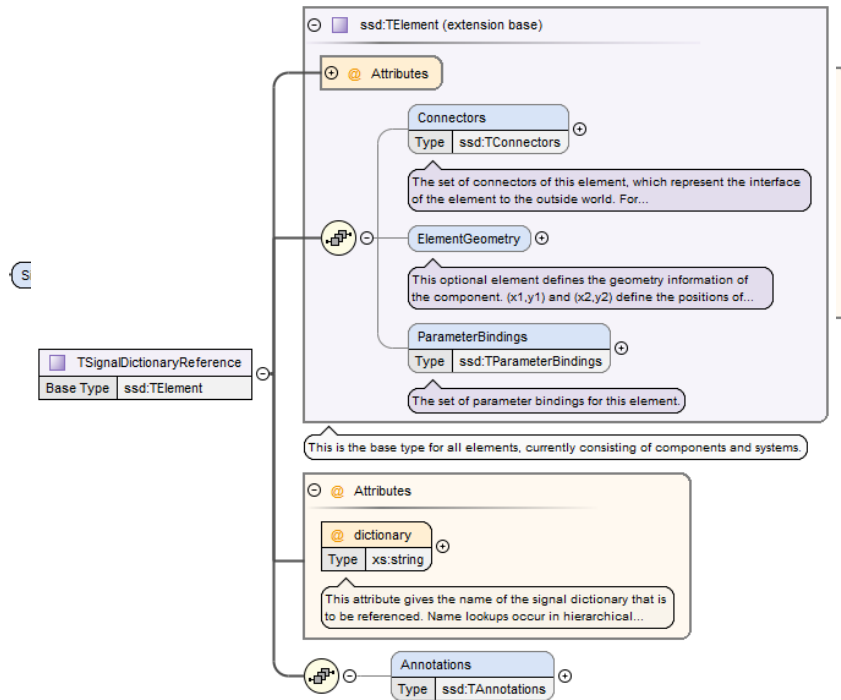 ssd:TElement (extension base)
@ Attributes
Connectors
Type ssd:TConnectors
The set of connectors of this element, which represent the interface
of the element to the outside world. For...
ElementGeometry
This optional element defines the geometry information of
the component. (x1,y1) and (x2,y2) define the positions of...
ParameterBindings
Type ssd:TParameterBindings
The set of parameter bindings for this element.
TSignalDictionaryReference
Base Type ssd:TElement
This is the base type for all elements, currently consisting of components and systems.
@ Attributes
@ dictionary
Type xs:string
This attribute gives the name of the signal dictionary that is
to be referenced. Name lookups occur in hierarchical...
Annotations
Type ssd:TAnnotations